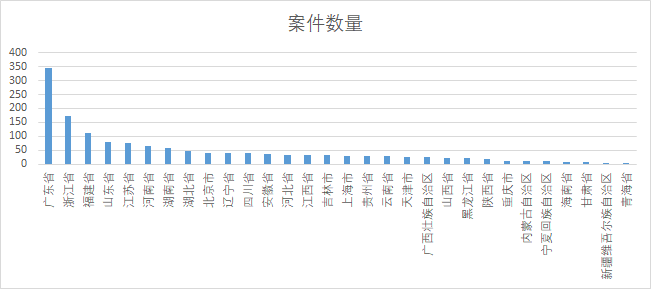 案件数量
400
350
300
250
200
150
100
50
0
广东省
浙江省
福建省
山东省
江苏省
河南省
湖南省
湖北省
北京市
辽宁省
四川省
安徽省
河北省
江西省
吉林市
上海市
贵州省
云南省
天津市
广西壮族自治区
山西省
黑龙江省
陕西省
重庆市
内蒙古自治区
宁夏回族自治区
海南省
甘肃省
新疆维吾尔族自治区
青海省